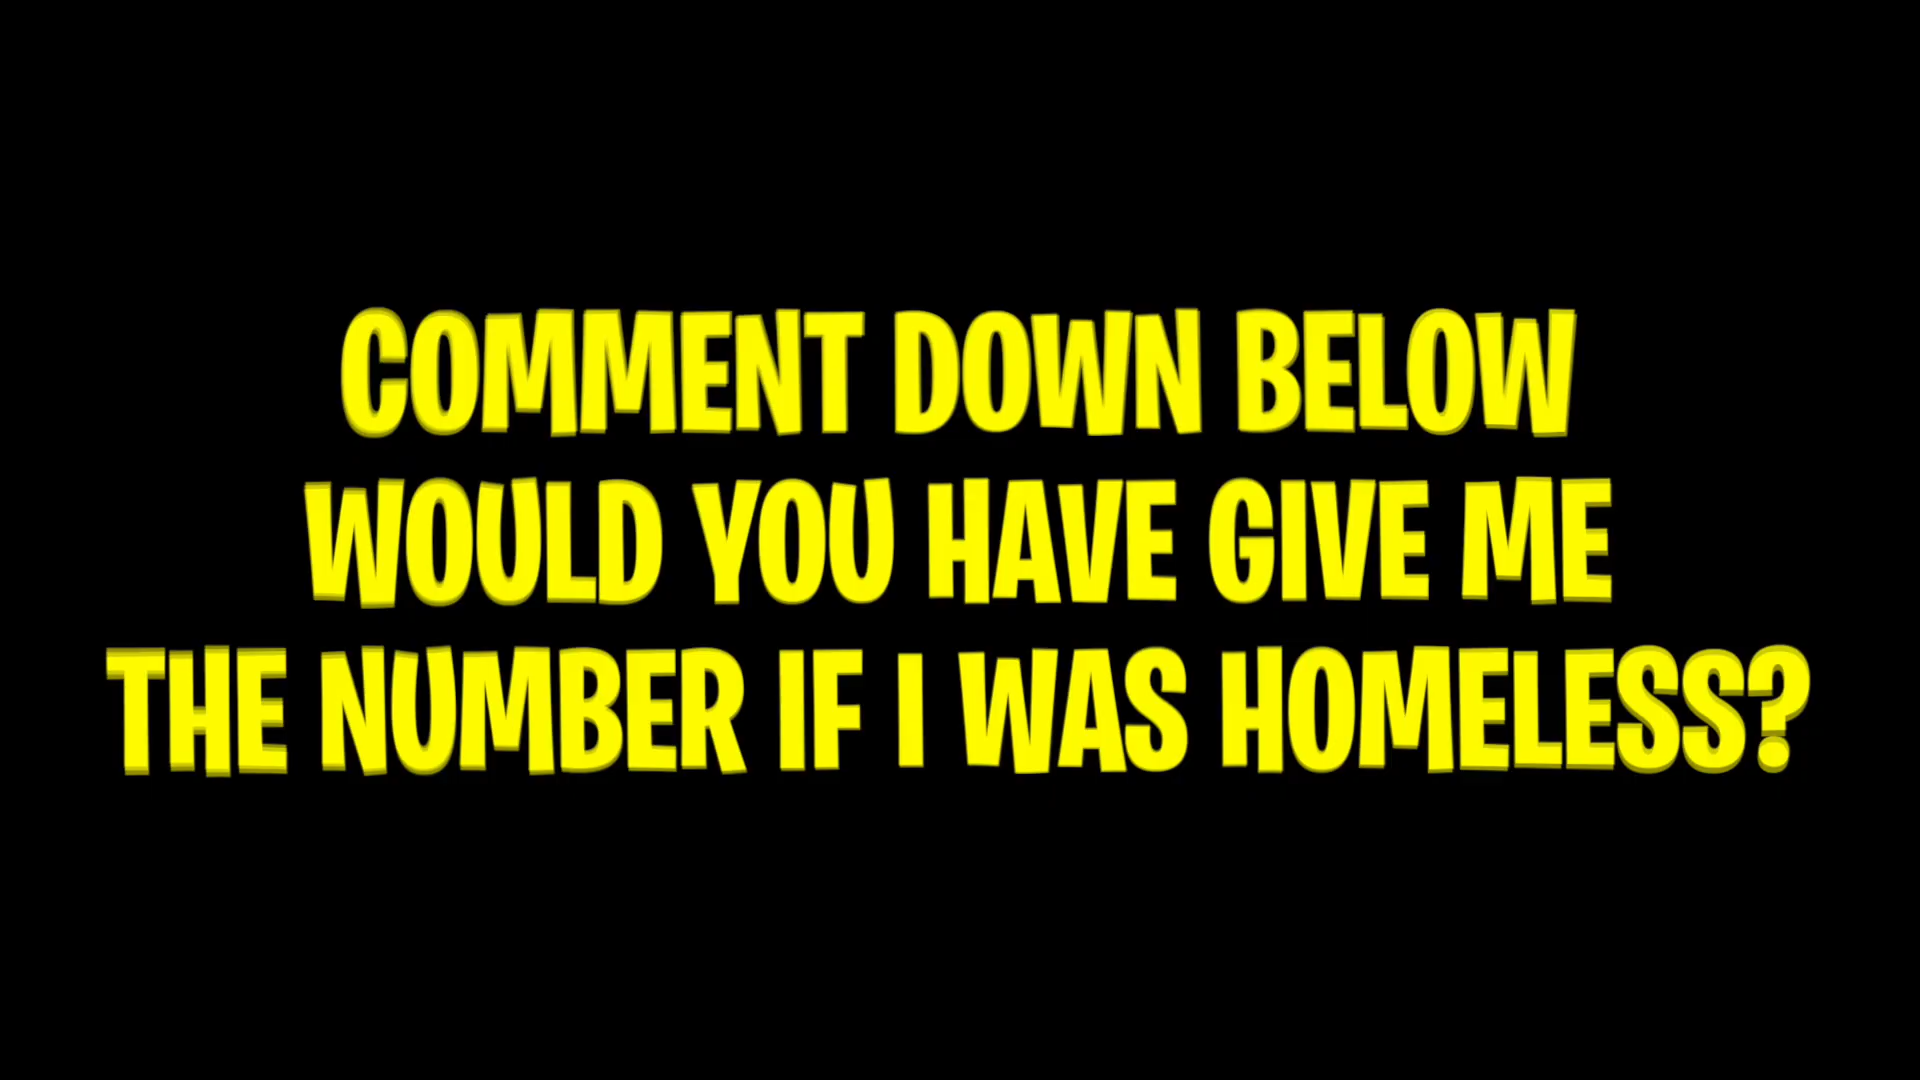 COMMENT DOWN BELOW
WOULD YOU HAVE GIVE ME
THE NUMBER IF I WAS HOMELESS?